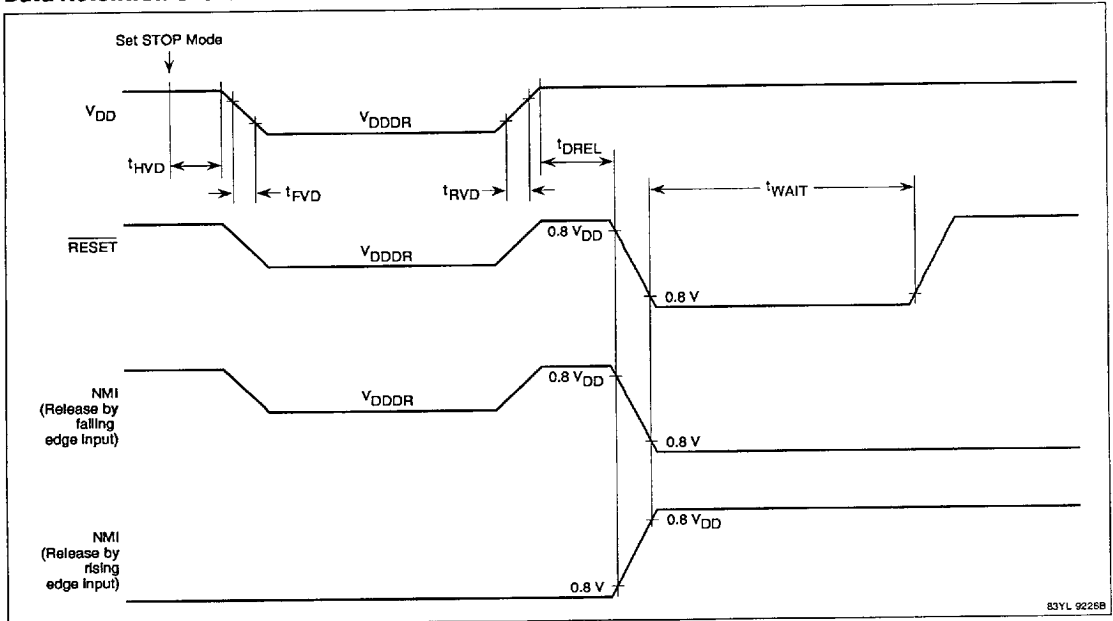 Set STOP Mode
VDD
VDDDR
tHVD
tFVD
tRVD
tDREL
tWAIT
RESET
VDDDR
0.8 VDD
0.8 V
NMI
(Release by
falling
edge input)
VDDDR
0.8 VDD
0.8 V
NMI
(Release by
rising
edge input)
0.8 VDD
0.8 V
83YL 9226B